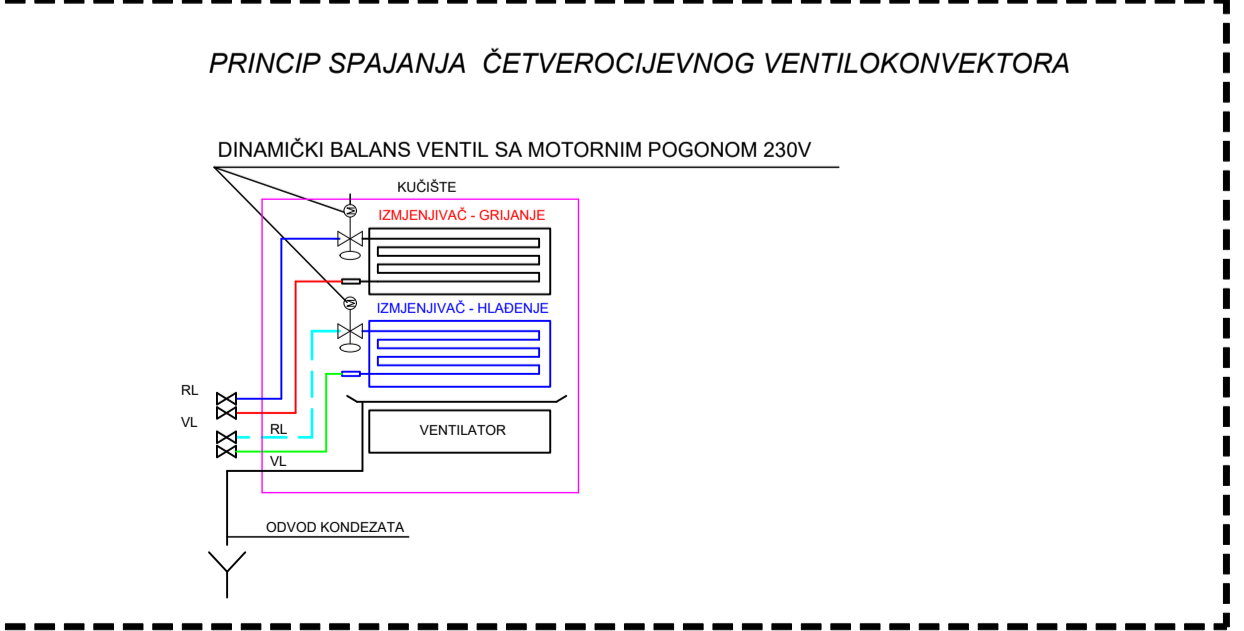 PRINCIP SPAJANJA ČETVEROCIJEVNOG VENTILOKONVEKTORA
DINAMIČKI BALANS VENTIL SA MOTORNIM POGONOM 230V
KUČIŠTE
M
IZMJENJIVAČ - GRIJANJE
M
IZMJENJIVAČ - HLAĐENJE
RL
VL
RL
VENTILATOR
VL
ODVOD KONDEZATA